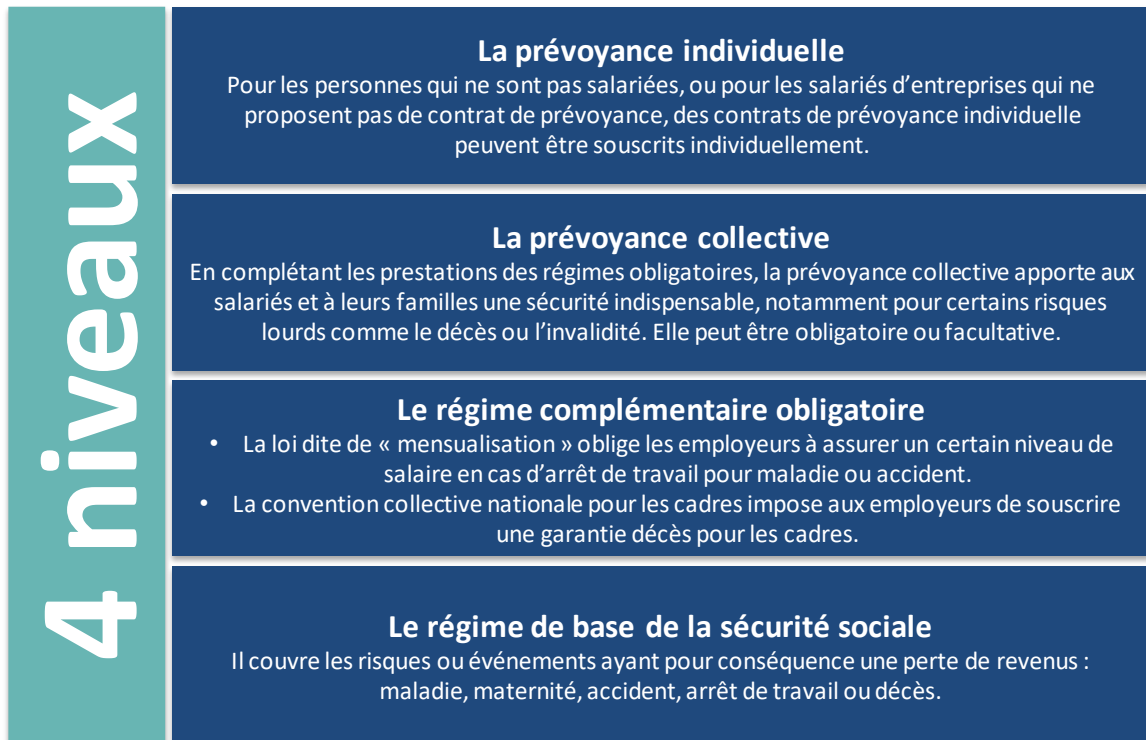 4 niveaux
La prévoyance individuelle
Pour les personnes qui ne sont pas salariées, ou pour les salariés d’entreprises qui ne
proposent pas de contrat de prévoyance, des contrats de prévoyance individuelle
peuvent être souscrits individuellement.
La prévoyance collective
En complétant les prestations des régimes obligatoires, la prévoyance collective apporte aux
salariés et à leurs familles une sécurité indispensable, notamment pour certains risques
lourds comme le décès ou l’invalidité. Elle peut être obligatoire ou facultative.
Le régime complémentaire obligatoire
• La loi dite de « mensualisation » oblige les employeurs à assurer un certain niveau de
salaire en cas d’arrêt de travail pour maladie ou accident.
• La convention collective nationale pour les cadres impose aux employeurs de souscrire
une garantie décès pour les cadres.
Le régime de base de la sécurité sociale
Il couvre les risques ou événements ayant pour conséquence une perte de revenus :
maladie, maternité, accident, arrêt de travail ou décès.